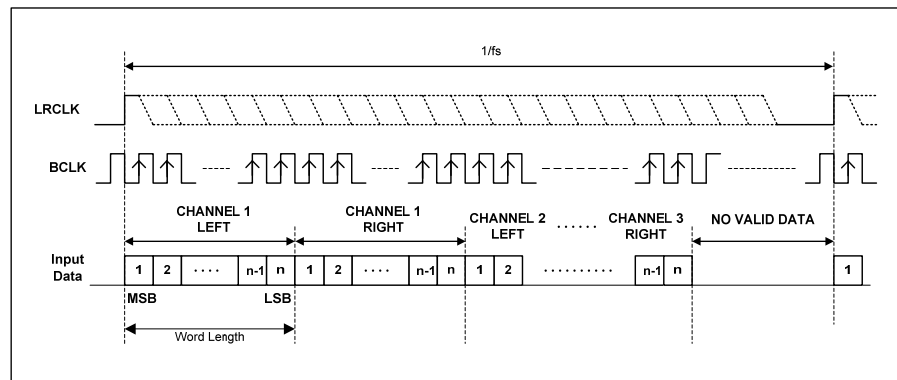 1/fs
LRCLK
BCLK
CHANNEL 1
LEFT
CHANNEL 1
RIGHT
CHANNEL 2
LEFT
......
CHANNEL 3
RIGHT
NO VALID DATA
Input
Data
1 2 .... n-1 n 1 2 .... n-1 n 1 2 .......... n-1 n 1
MSB LSB
Word Length